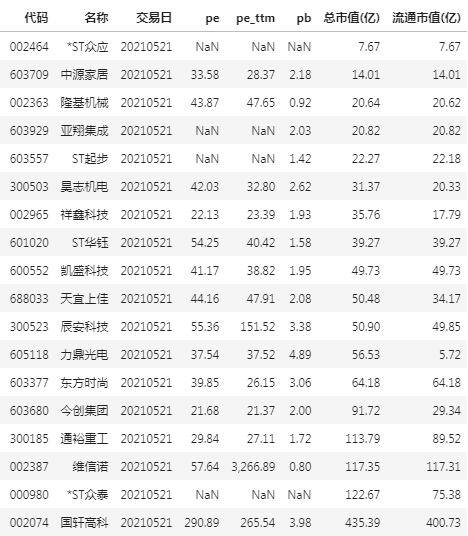 代码 名称 交易日 pe pe_ttm pb 总市值(亿) 流通市值(亿)
002464 *ST众应 20210521 NaN NaN NaN 7.67 7.67
603709 中源家居 20210521 33.58 28.37 2.18 14.01 14.01
002363 隆基机械 20210521 43.87 47.65 0.92 20.64 20.62
603929 亚翔集成 20210521 NaN NaN 2.03 20.82 20.82
603557 ST起步 20210521 NaN NaN 1.42 22.27 22.18
300503 昊志机电 20210521 42.03 32.80 2.62 31.37 20.33
002965 祥鑫科技 20210521 22.13 23.39 1.93 35.76 17.79
601020 ST华钰 20210521 54.25 40.42 1.58 39.27 39.27
600552 凯盛科技 20210521 41.17 38.82 1.95 49.73 49.73
688033 天宜上佳 20210521 44.16 47.91 2.08 50.48 34.17
300523 辰安科技 20210521 55.36 151.52 3.38 50.90 49.85
605118 力鼎光电 20210521 37.54 37.52 4.89 56.53 5.72
603377 东方时尚 20210521 39.85 26.15 3.06 64.18 64.18
603680 今创集团 20210521 21.68 21.37 2.00 91.72 29.34
300185 通裕重工 20210521 29.84 27.11 1.72 113.79 89.52
002387 维信诺 20210521 57.64 3,266.89 0.80 117.35 117.31
000980 *ST众泰 20210521 NaN NaN NaN 122.67 75.38
002074 国轩高科 20210521 290.89 265.54 3.98 435.39 400.73